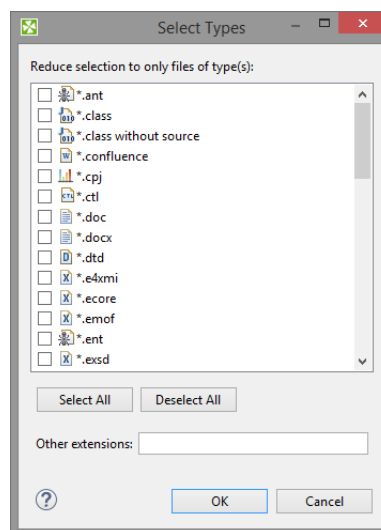 Select Types
Reduce selection to only files of type(s):
*.ant
*.class
*.class without source
*.confluence
*.cpj
*.ctl
*.doc
*.docx
*.dtd
*.e4xmi
*.ecore
*.emof
*.ent
*.exsd
Select All Deselect All
Other extensions:
OK Cancel